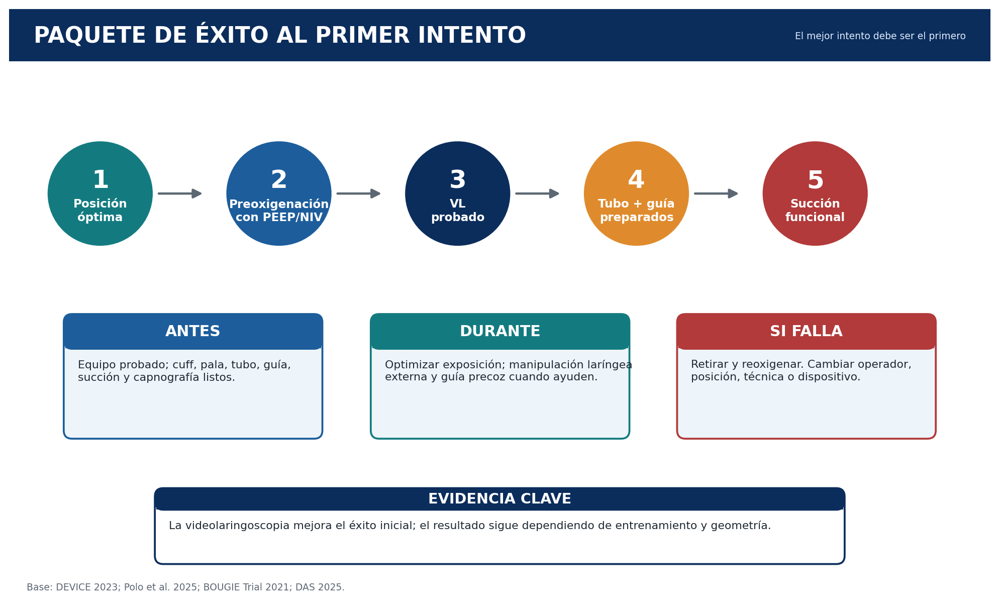 PAQUETE DE ÉXITO AL PRIMER INTENTO
El mejor intento debe ser el primero
1
Posición
óptima
2
Preoxigenación
con PEEP/NIV
3
VL
probado
4
Tubo + guía
preparados
5
Succión
funcional
ANTES
Equipo probado; cuff, pala, tubo, guía,
succión y capnografía listos.
DURANTE
Optimizar exposición; manipulación laríngea
externa y guía precoz cuando ayuden.
SI FALLA
Retirar y reoxigenar. Cambiar operador,
posición, técnica o dispositivo.
EVIDENCIA CLAVE
La videolaringoscopia mejora el éxito inicial; el resultado sigue dependiendo de entrenamiento y geometría.
Base: DEVICE 2023; Polo et al. 2025; BOUGIE Trial 2021; DAS 2025.